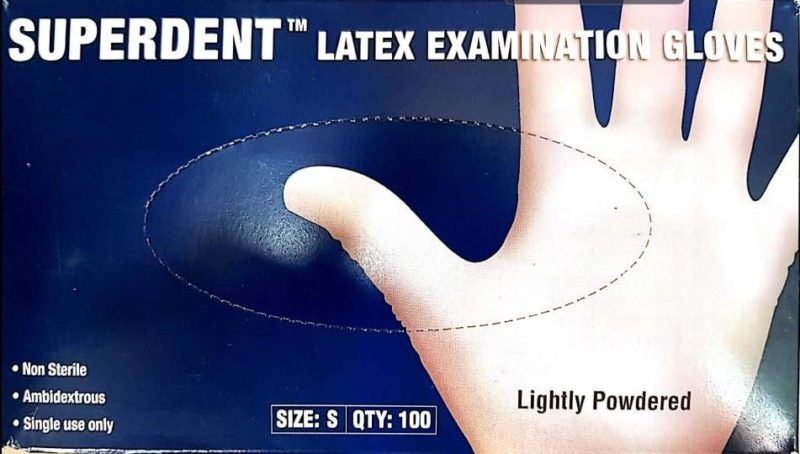 SUPERDENT™ LATEX EXAMINATION GLOVES
• Non Sterile
• Ambidextrous
• Single use only
SIZE: S QTY: 100
Lightly Powdered